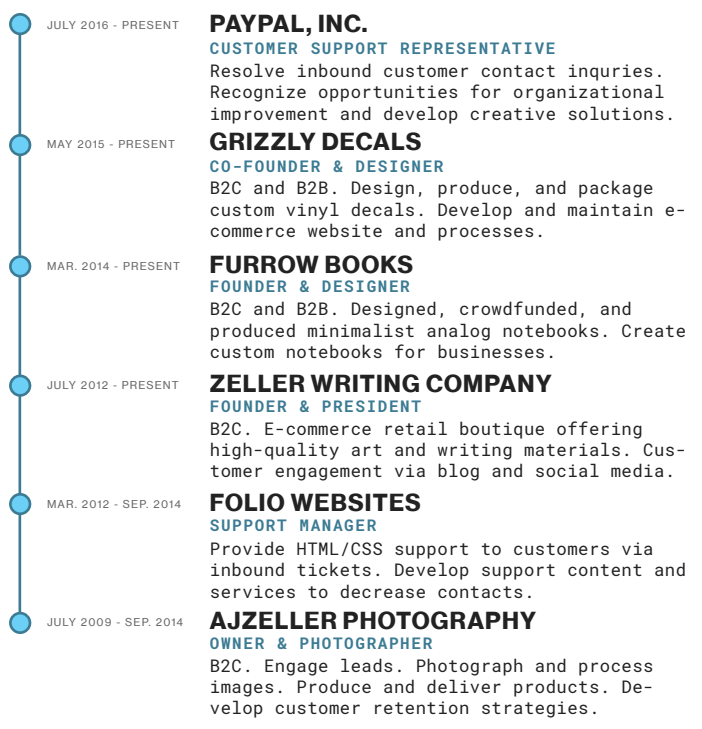 JULY 2016 - PRESENT
PAYPAL, INC.
CUSTOMER SUPPORT REPRESENTATIVE
Resolve inbound customer contact inquries.
Recognize opportunities for organizational
improvement and develop creative solutions.
MAY 2015 - PRESENT
GRIZZLY DECALS
CO-FOUNDER & DESIGNER
B2C and B2B. Design, produce, and package
custom vinyl decals. Develop and maintain e-
commerce website and processes.
MAR. 2014 - PRESENT
FURROW BOOKS
FOUNDER & DESIGNER
B2C and B2B. Designed, crowdfunded, and
produced minimalist analog notebooks. Create
custom notebooks for businesses.
JULY 2012 - PRESENT
ZELLER WRITING COMPANY
FOUNDER & PRESIDENT
B2C. E-commerce retail boutique offering
high-quality art and writing materials. Cus-
tomer engagement via blog and social media.
MAR. 2012 - SEP. 2014
FOLIO WEBSITES
SUPPORT MANAGER
Provide HTML/CSS support to customers via
inbound tickets. Develop support content and
services to decrease contacts.
JULY 2009 - SEP. 2014
AJZELLER PHOTOGRAPHY
OWNER & PHOTOGRAPHER
B2C. Engage leads. Photograph and process
images. Produce and deliver products. De-
velop customer retention strategies.